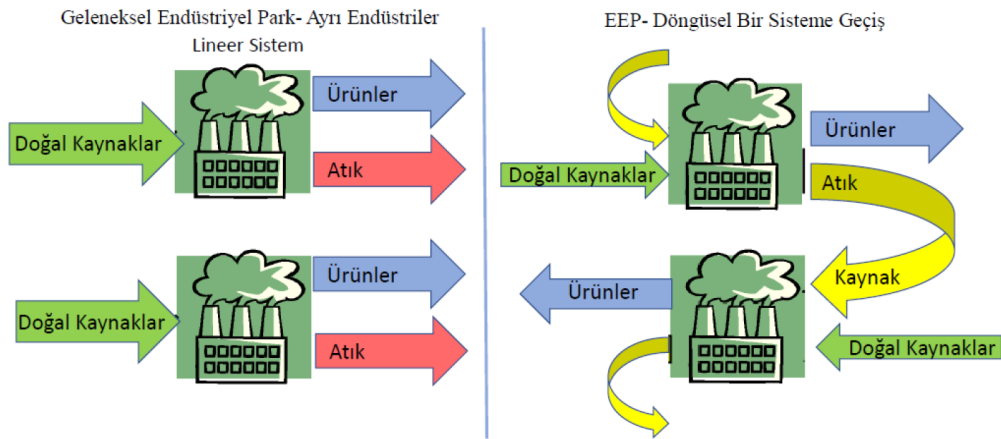 Geleneksel Endüstriyel Park- Ayrı Endüstriler
Lineer Sistem
Doğal Kaynaklar
Ürünler
Atık
Doğal Kaynaklar
Ürünler
Atık
EEP- Döngüsel Bir Sisteme Geçiş
Doğal Kaynaklar
Ürünler
Atık
Kaynak
Ürünler
Doğal Kaynaklar